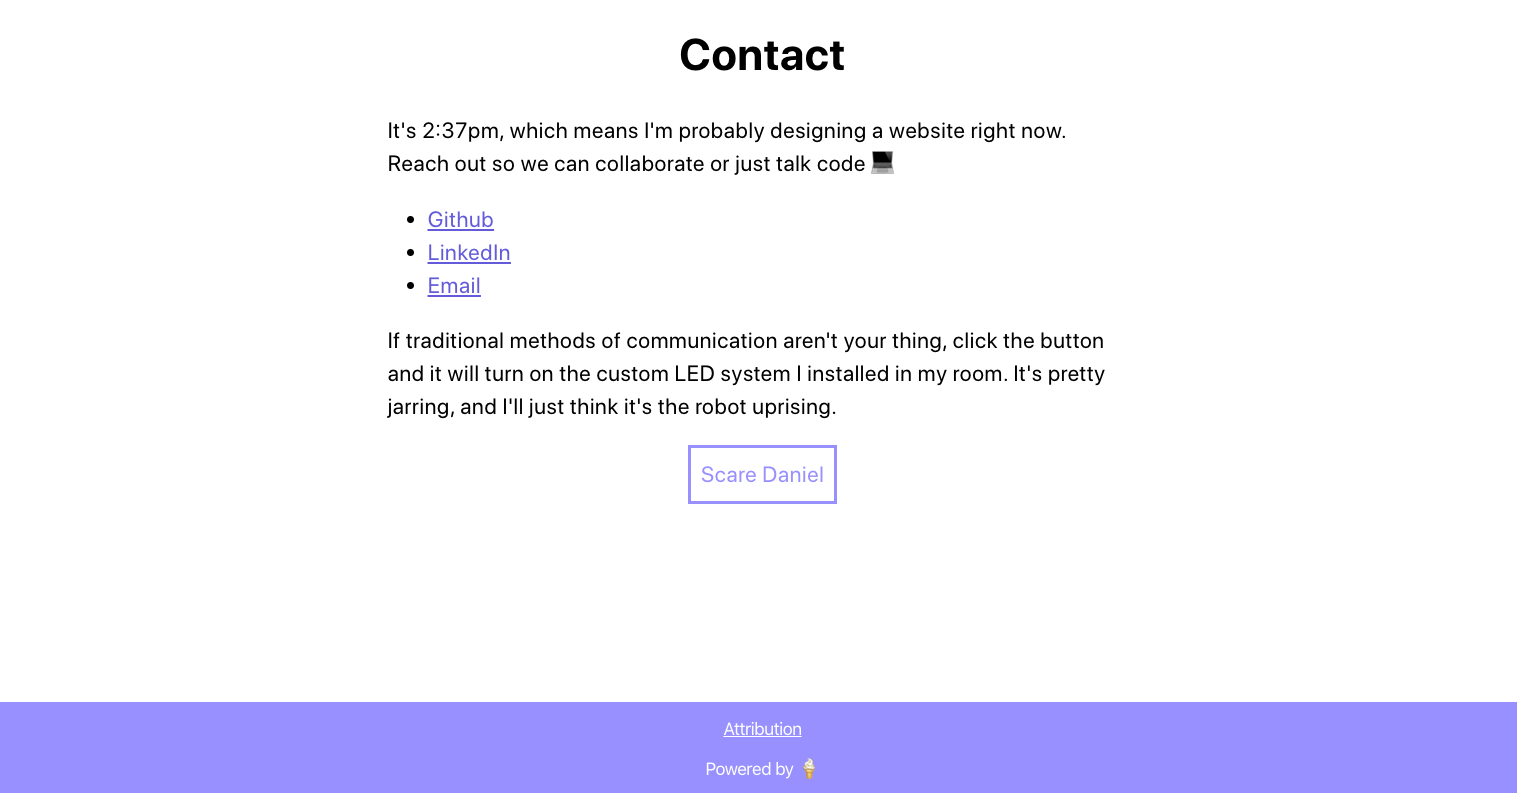 Contact
It's 2:37pm, which means I'm probably designing a website right now.
Reach out so we can collaborate or just talk code 💻
Github
LinkedIn
Email
If traditional methods of communication aren't your thing, click the button
and it will turn on the custom LED system I installed in my room. It's pretty
jarring, and I'll just think it's the robot uprising.
Scare Daniel
Attribution
Powered by 🍦